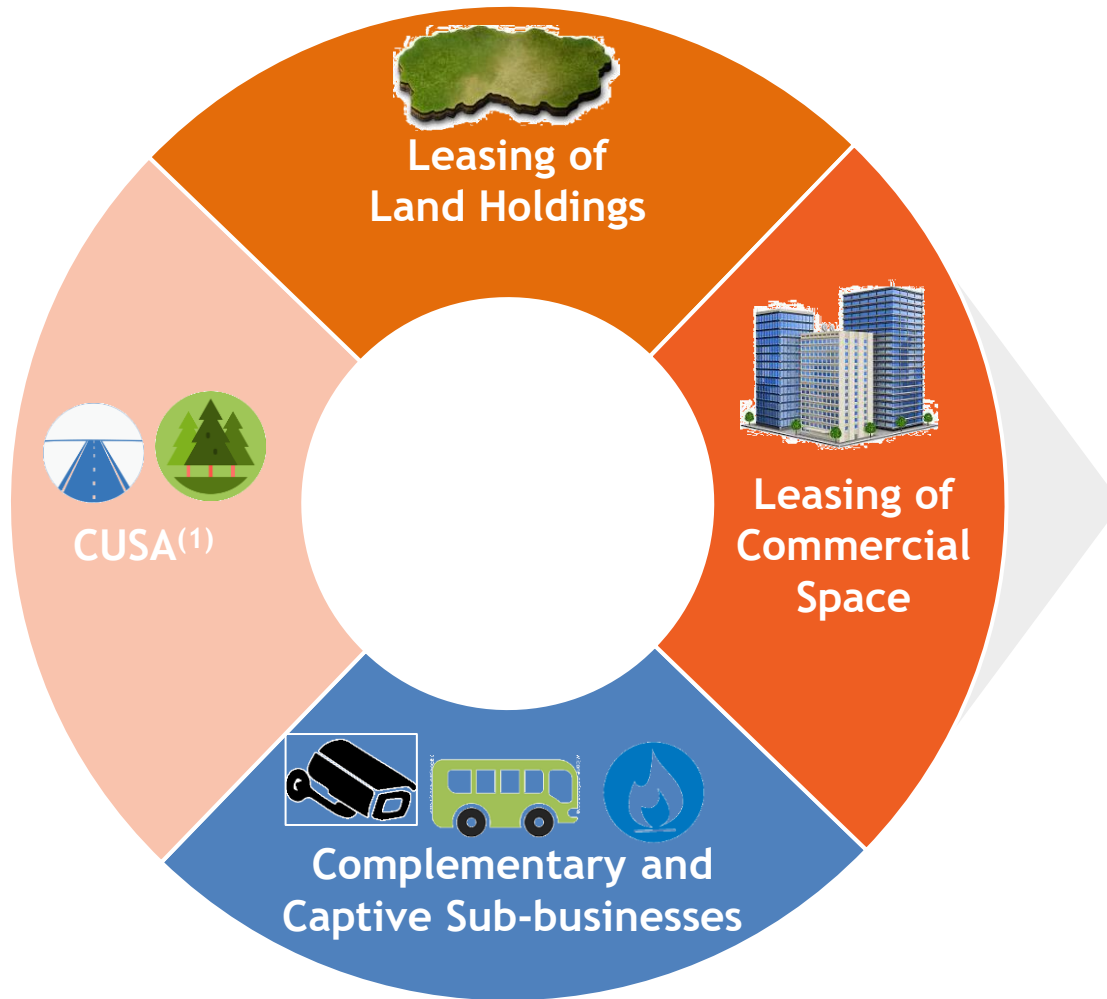 Leasing of
Land Holdings
Leasing of
Commercial
Space
CUSA(1)
Complementary and
Captive Sub-businesses